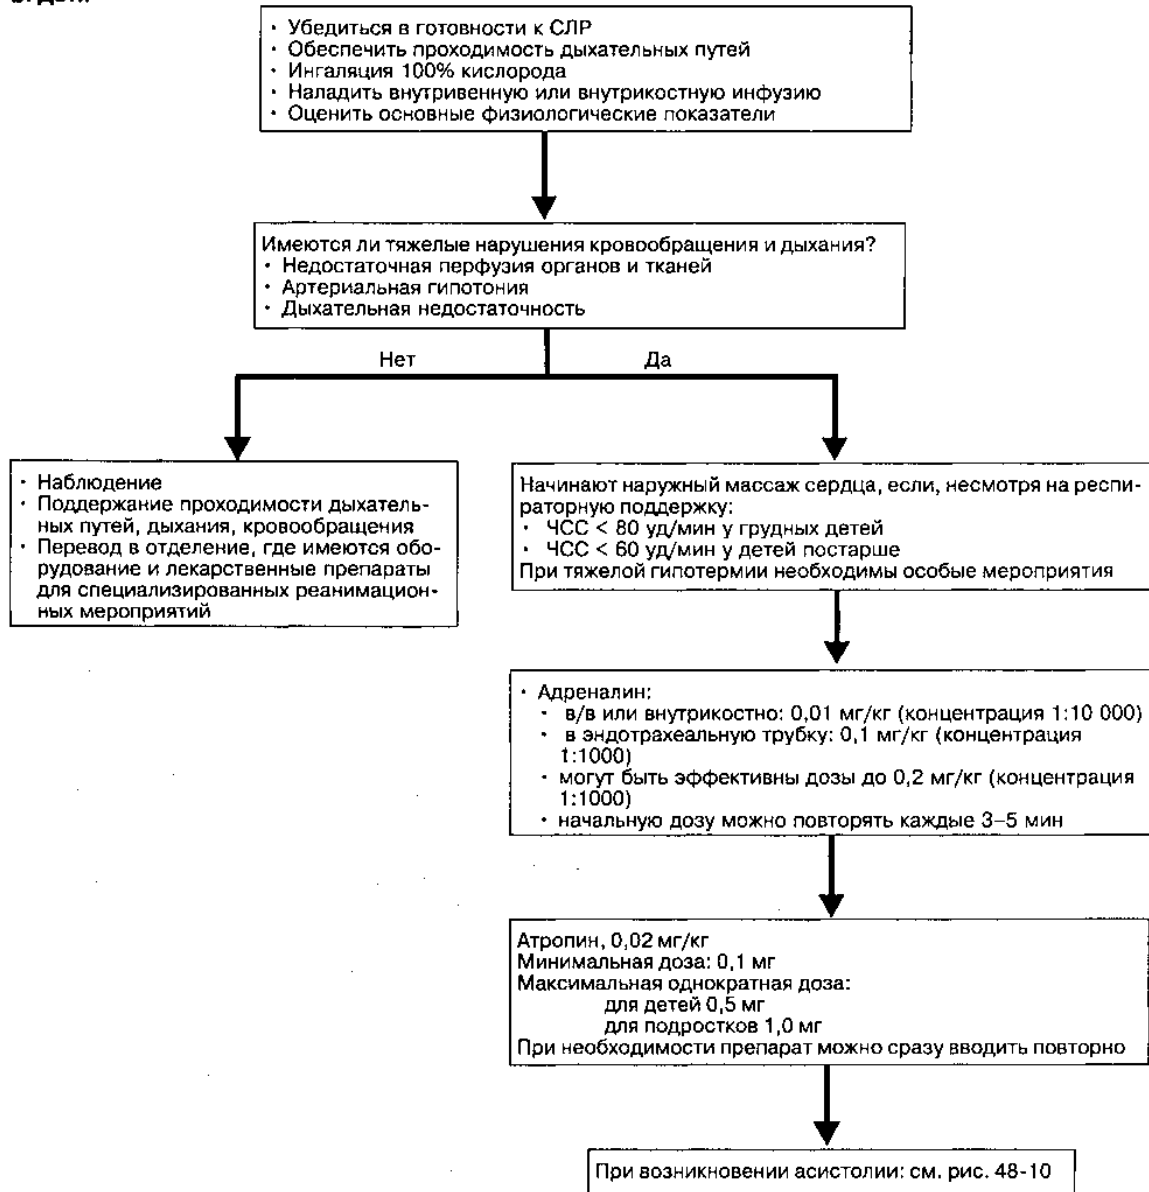 · Убедиться в готовности к СЛР
· Обеспечить проходимость дыхательных путей
· Ингаляция 100% кислорода
· Наладить внутривенную или внутрикостную инфузию
· Оценить основные физиологические показатели
Имеются ли тяжелые нарушения кровообращения и дыхания?
· Недостаточная перфузия органов и тканей
· Артериальная гипотония
· Дыхательная недостаточность
Нет
Да
· Наблюдение
· Поддержание проходимости дыхатель-
ных путей, дыхания, кровообращения
· Перевод в отделение, где имеются обо-
рудование и лекарственные препараты
для специализированных реанимацион-
ных мероприятий
Начинают наружный массаж сердца, если, несмотря на респи-
раторную поддержку:
· ЧСС < 80 уд/мин у грудных детей
· ЧСС < 60 уд/мин у детей постарше
При тяжелой гипотермии необходимы особые мероприятия
· Адреналин:
· в/в или внутрикостно: 0,01 мг/кг (концентрация 1:10 000)
· в эндотрахеальную трубку: 0,1 мг/кг (концентрация
1:1000)
· могут быть эффективны дозы до 0,2 мг/кг (концентрация
1:1000)
· начальную дозу можно повторять каждые 3–5 мин
Атропин, 0,02 мг/кг
Минимальная доза: 0,1 мг
Максимальная однократная доза:
для детей 0,5 мг
для подростков 1,0 мг
При необходимости препарат можно сразу вводить повторно
При возникновении асистолии: см. рис. 48-10